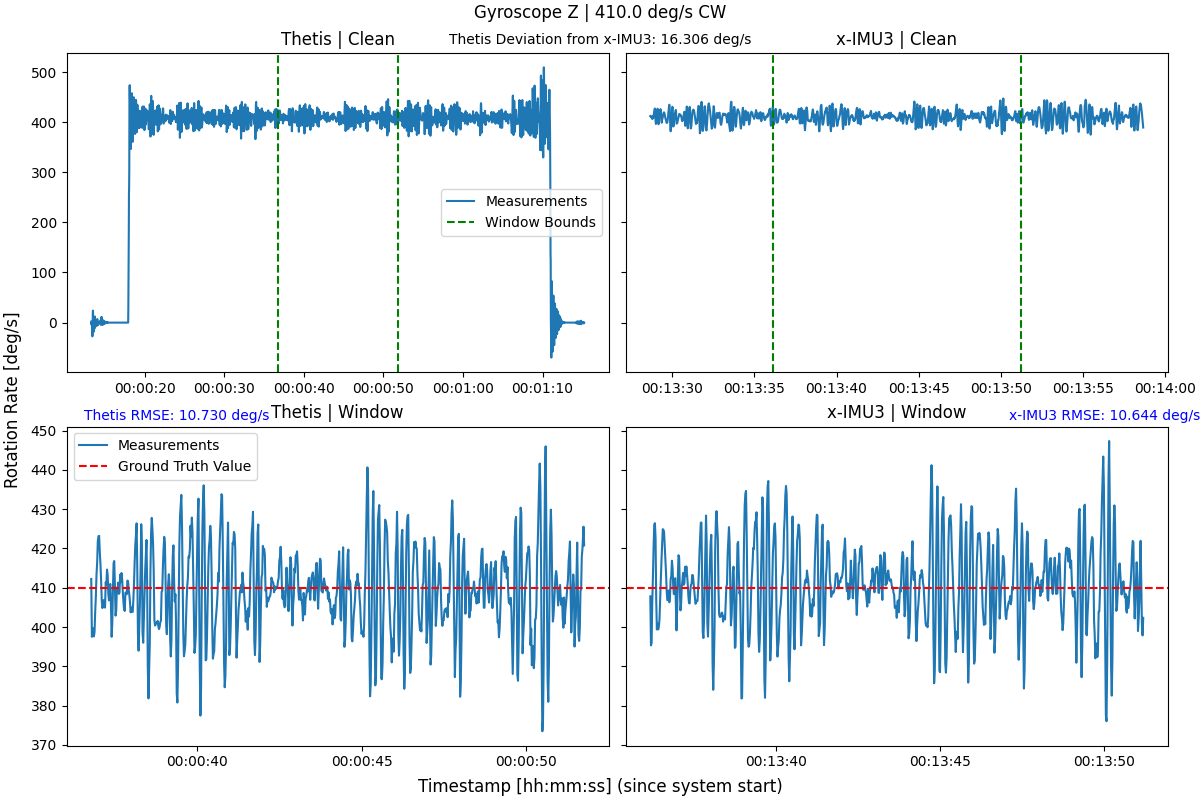 Gyroscope Z | 410.0 deg/s CW
Thetis | Clean
Thetis Deviation from x-IMU3: 16.306 deg/s
x-IMU3 | Clean
500
400
300
200
100
0
Measurements
Window Bounds
00:00:20 00:00:30 00:00:40 00:00:50 00:01:00 00:01:10
00:13:30 00:13:35 00:13:40 00:13:45 00:13:50 00:13:55 00:14:00
Rotation Rate [deg/s]
Thetis RMSE: 10.730 deg/s
Thetis | Window
x-IMU3 | Window
x-IMU3 RMSE: 10.644 deg/s
450
440
430
420
410
400
390
380
370
Measurements
Ground Truth Value
00:00:40 00:00:45 00:00:50
00:13:40 00:13:45 00:13:50
Timestamp [hh:mm:ss] (since system start)